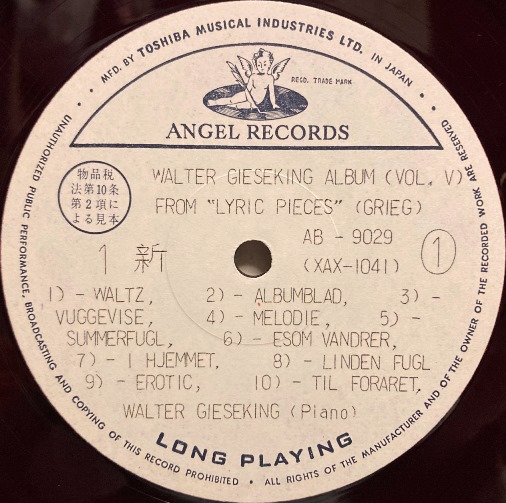 MFD. BY TOSHIBA MUSICAL INDUSTRIES LTD. IN JAPAN
REGD. TRADE MARK
ANGEL RECORDS
物品税
法第10条
第2項に
よる見本
WALTER GIESEKING ALBUM (VOL. V)
FROM "LYRIC PIECES" (GRIEG)
AB - 9029
1 新
(XAX-1041)
1
1) - WALTZ, 2) - ALBUMBLAD, 3) -
VUGGEVISE, 4) - MELODIE, 5) -
SUMMERFUGL, 6) - ESOM VANDRER,
7) - I HJEMMET, 8) - LINDEN FUGL
9) - EROTIC, 10) - TIL FORARET,
WALTER GIESEKING (Piano)
LONG PLAYING
UNAUTHORIZED PUBLIC PERFORMANCE, BROADCASTING AND COPYING OF THIS RECORD PROHIBITED • ALL RIGHTS OF THE MANUFACTURER AND OF THE OWNER OF THE RECORDED WORK ARE RESERVED